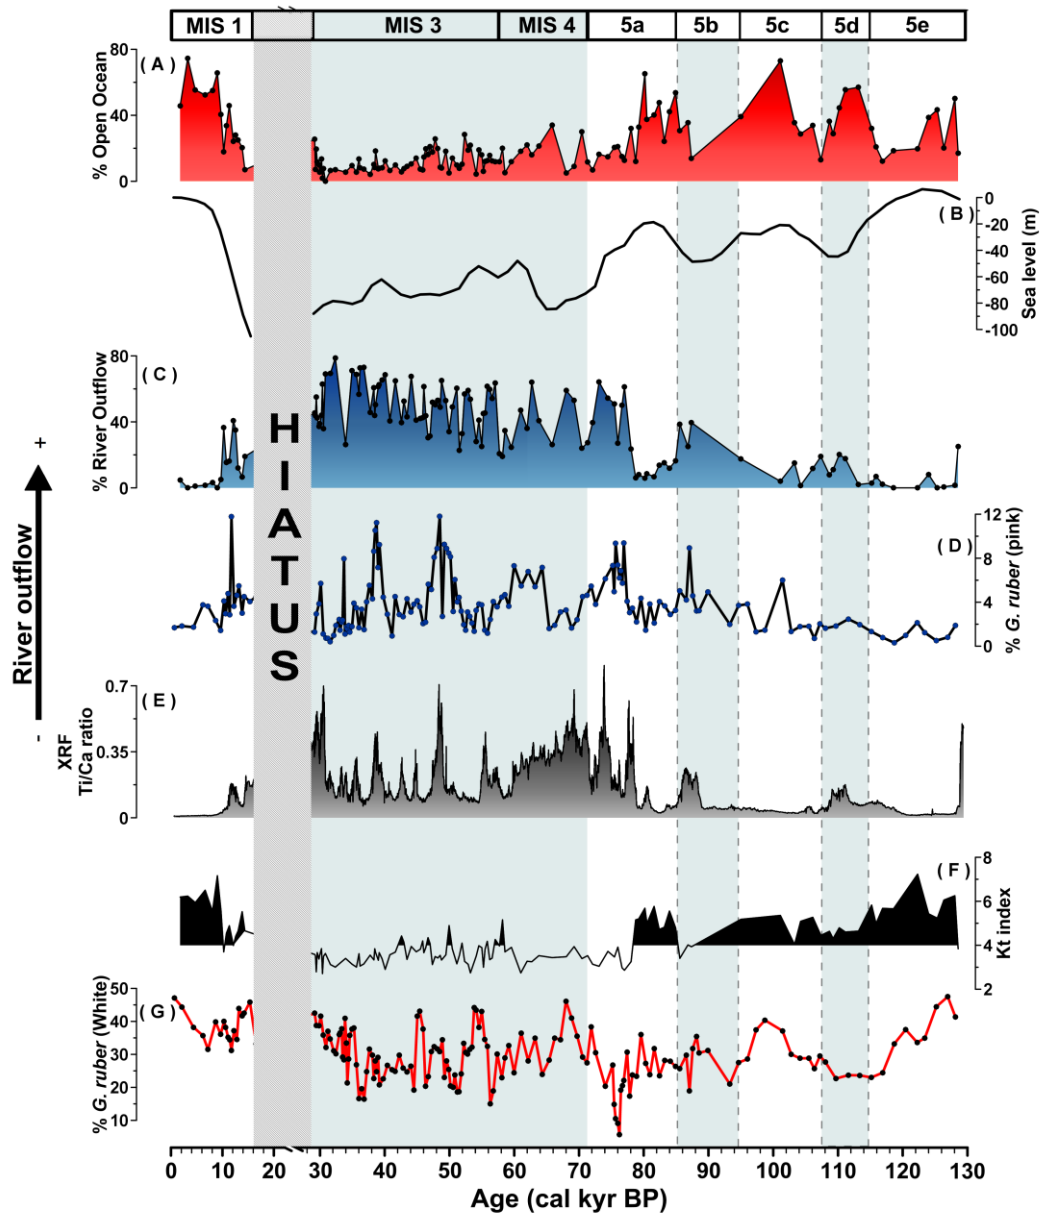 MIS 1 MIS 3 MIS 4 5a 5b 5c 5d 5e
( A )
% Open Ocean
80
40
0
( B )
Sea level (m)
0
-20
-40
-60
-80
-100
( C )
% River Outflow
80
40
0
HIATUS
- River outflow +
( D )
% G. ruber (pink)
12
8
4
0
( E )
XRF
Ti/Ca ratio
0.7
0.35
0
( F )
Kt index
8
6
4
2
( G )
% G. ruber (White)
50
40
30
20
10
0 10 20 30 40 50 60 70 80 90 100 110 120 130
Age (cal kyr BP)